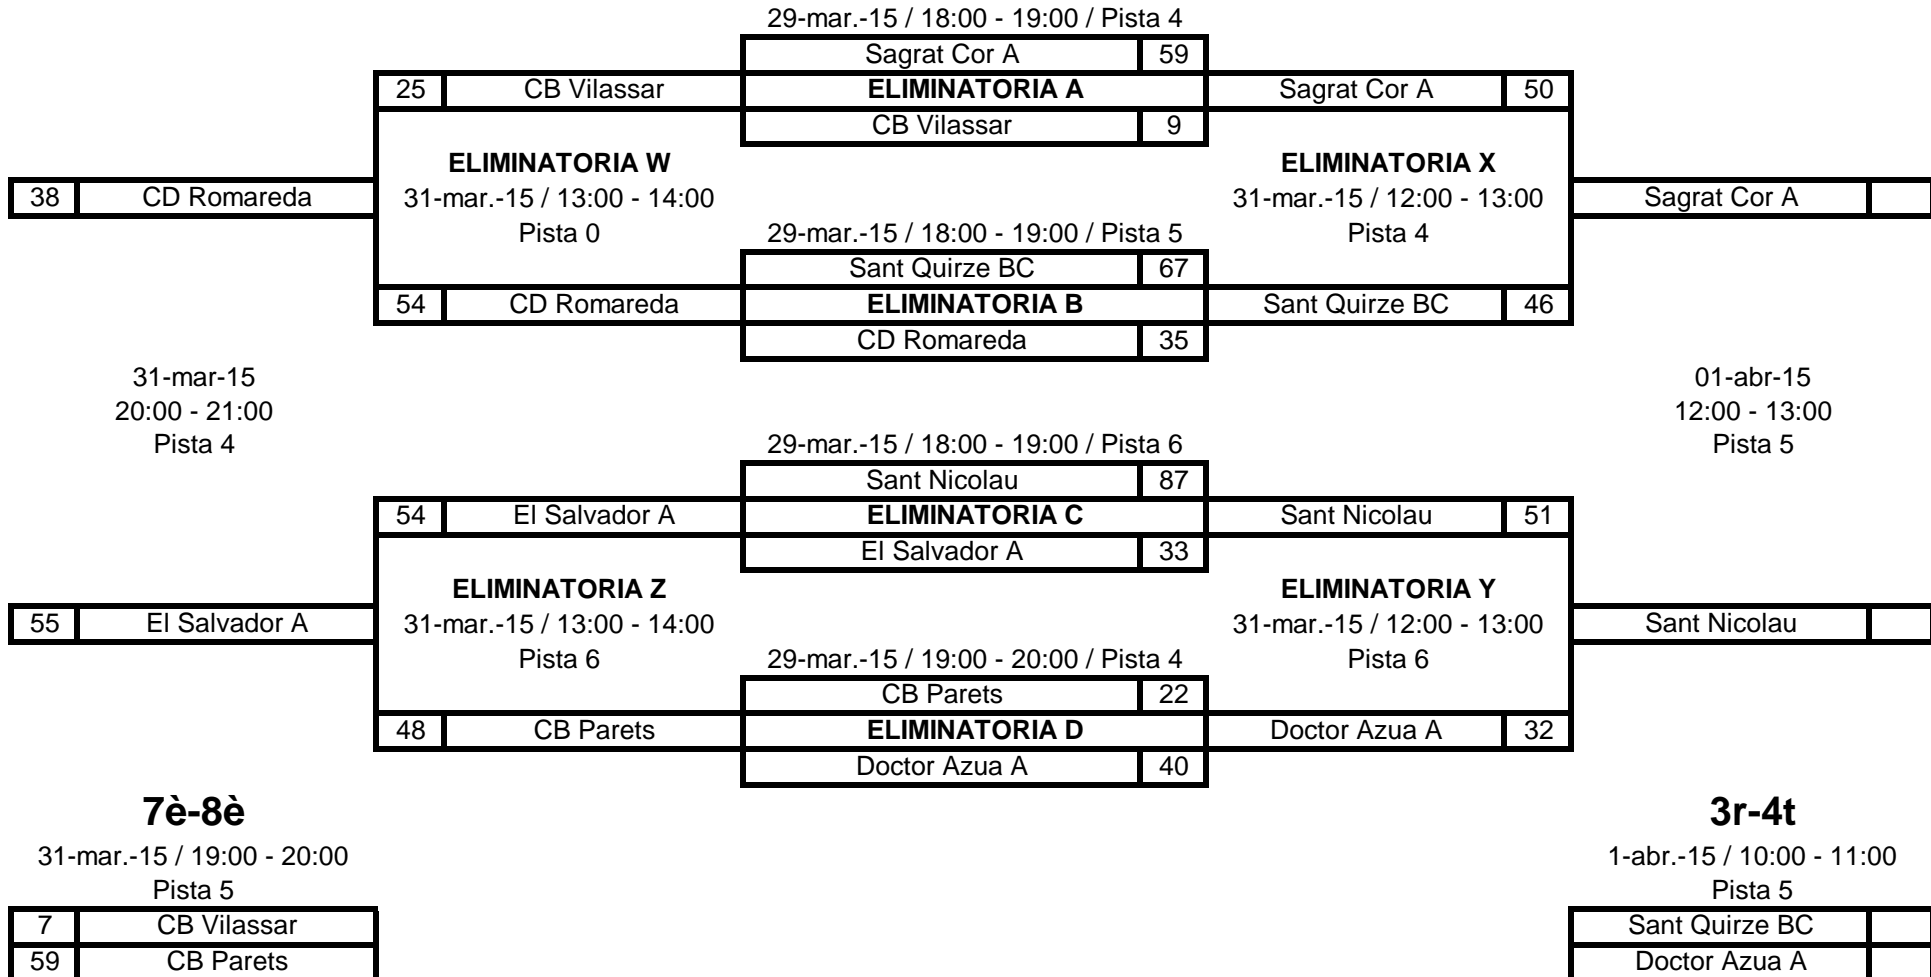 29-mar.-15 / 18:00 - 19:00 / Pista 4
Sagrat Cor A 59
25 CB Vilassar ELIMINATORIA A Sagrat Cor A 50
CB Vilassar 9
ELIMINATORIA W ELIMINATORIA X
38 CD Romareda 31-mar.-15 / 13:00 - 14:00 31-mar.-15 / 12:00 - 13:00 Sagrat Cor A
Pista 0 29-mar.-15 / 18:00 - 19:00 / Pista 5 Pista 4
Sant Quirze BC 67
54 CD Romareda ELIMINATORIA B Sant Quirze BC 46
CD Romareda 35
31-mar-15 01-abr-15
20:00 - 21:00 12:00 - 13:00
Pista 4 29-mar.-15 / 18:00 - 19:00 / Pista 6 Pista 5
Sant Nicolau 87
54 El Salvador A ELIMINATORIA C Sant Nicolau 51
El Salvador A 33
ELIMINATORIA Z ELIMINATORIA Y
55 El Salvador A 31-mar.-15 / 13:00 - 14:00 31-mar.-15 / 12:00 - 13:00 Sant Nicolau
Pista 6 29-mar.-15 / 19:00 - 20:00 / Pista 4 Pista 6
CB Parets 22
48 CB Parets ELIMINATORIA D Doctor Azua A 32
Doctor Azua A 40
7è-8è 3r-4t
31-mar.-15 / 19:00 - 20:00 1-abr.-15 / 10:00 - 11:00
Pista 5 Pista 5
7 CB Vilassar Sant Quirze BC
59 CB Parets Doctor Azua A